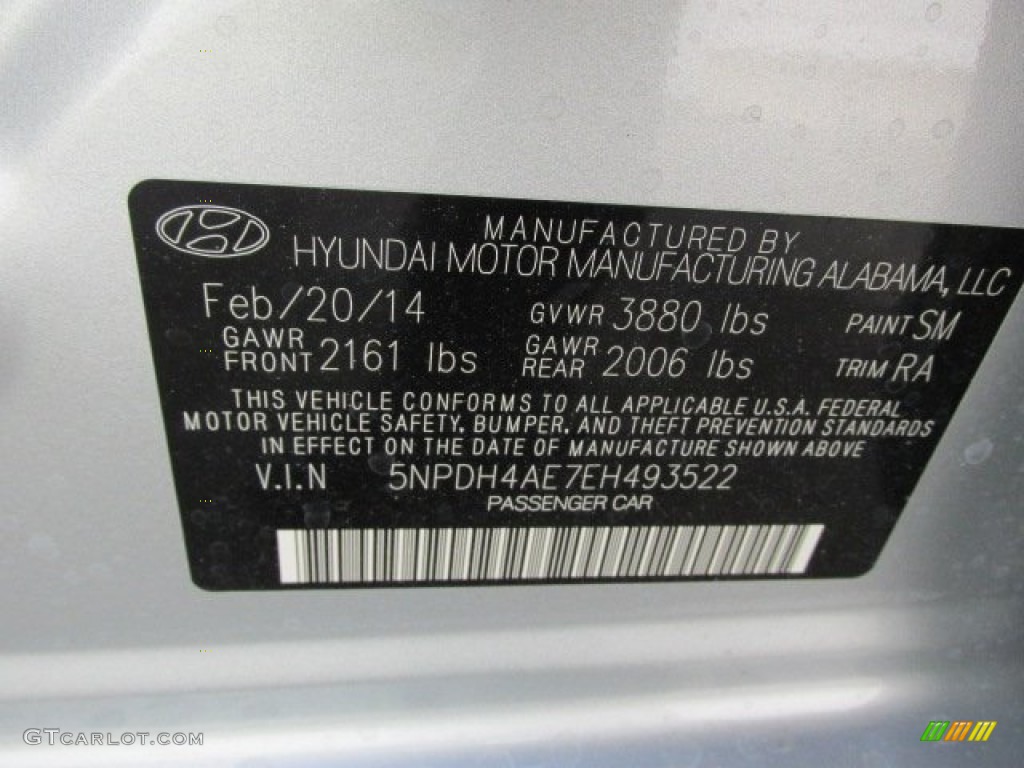 MANUFACTURED BY
HYUNDAI MOTOR MANUFACTURING ALABAMA, LLC
Feb/20/14 GVWR 3880 lbs PAINT SM
GAWR FRONT 2161 lbs GAWR REAR 2006 lbs TRIM RA
THIS VEHICLE CONFORMS TO ALL APPLICABLE U.S.A. FEDERAL
MOTOR VEHICLE SAFETY, BUMPER, AND THEFT PREVENTION STANDARDS
IN EFFECT ON THE DATE OF MANUFACTURE SHOWN ABOVE
V.I.N 5NPDH4AE7EH493522
PASSENGER CAR
GTCARLOT.COM